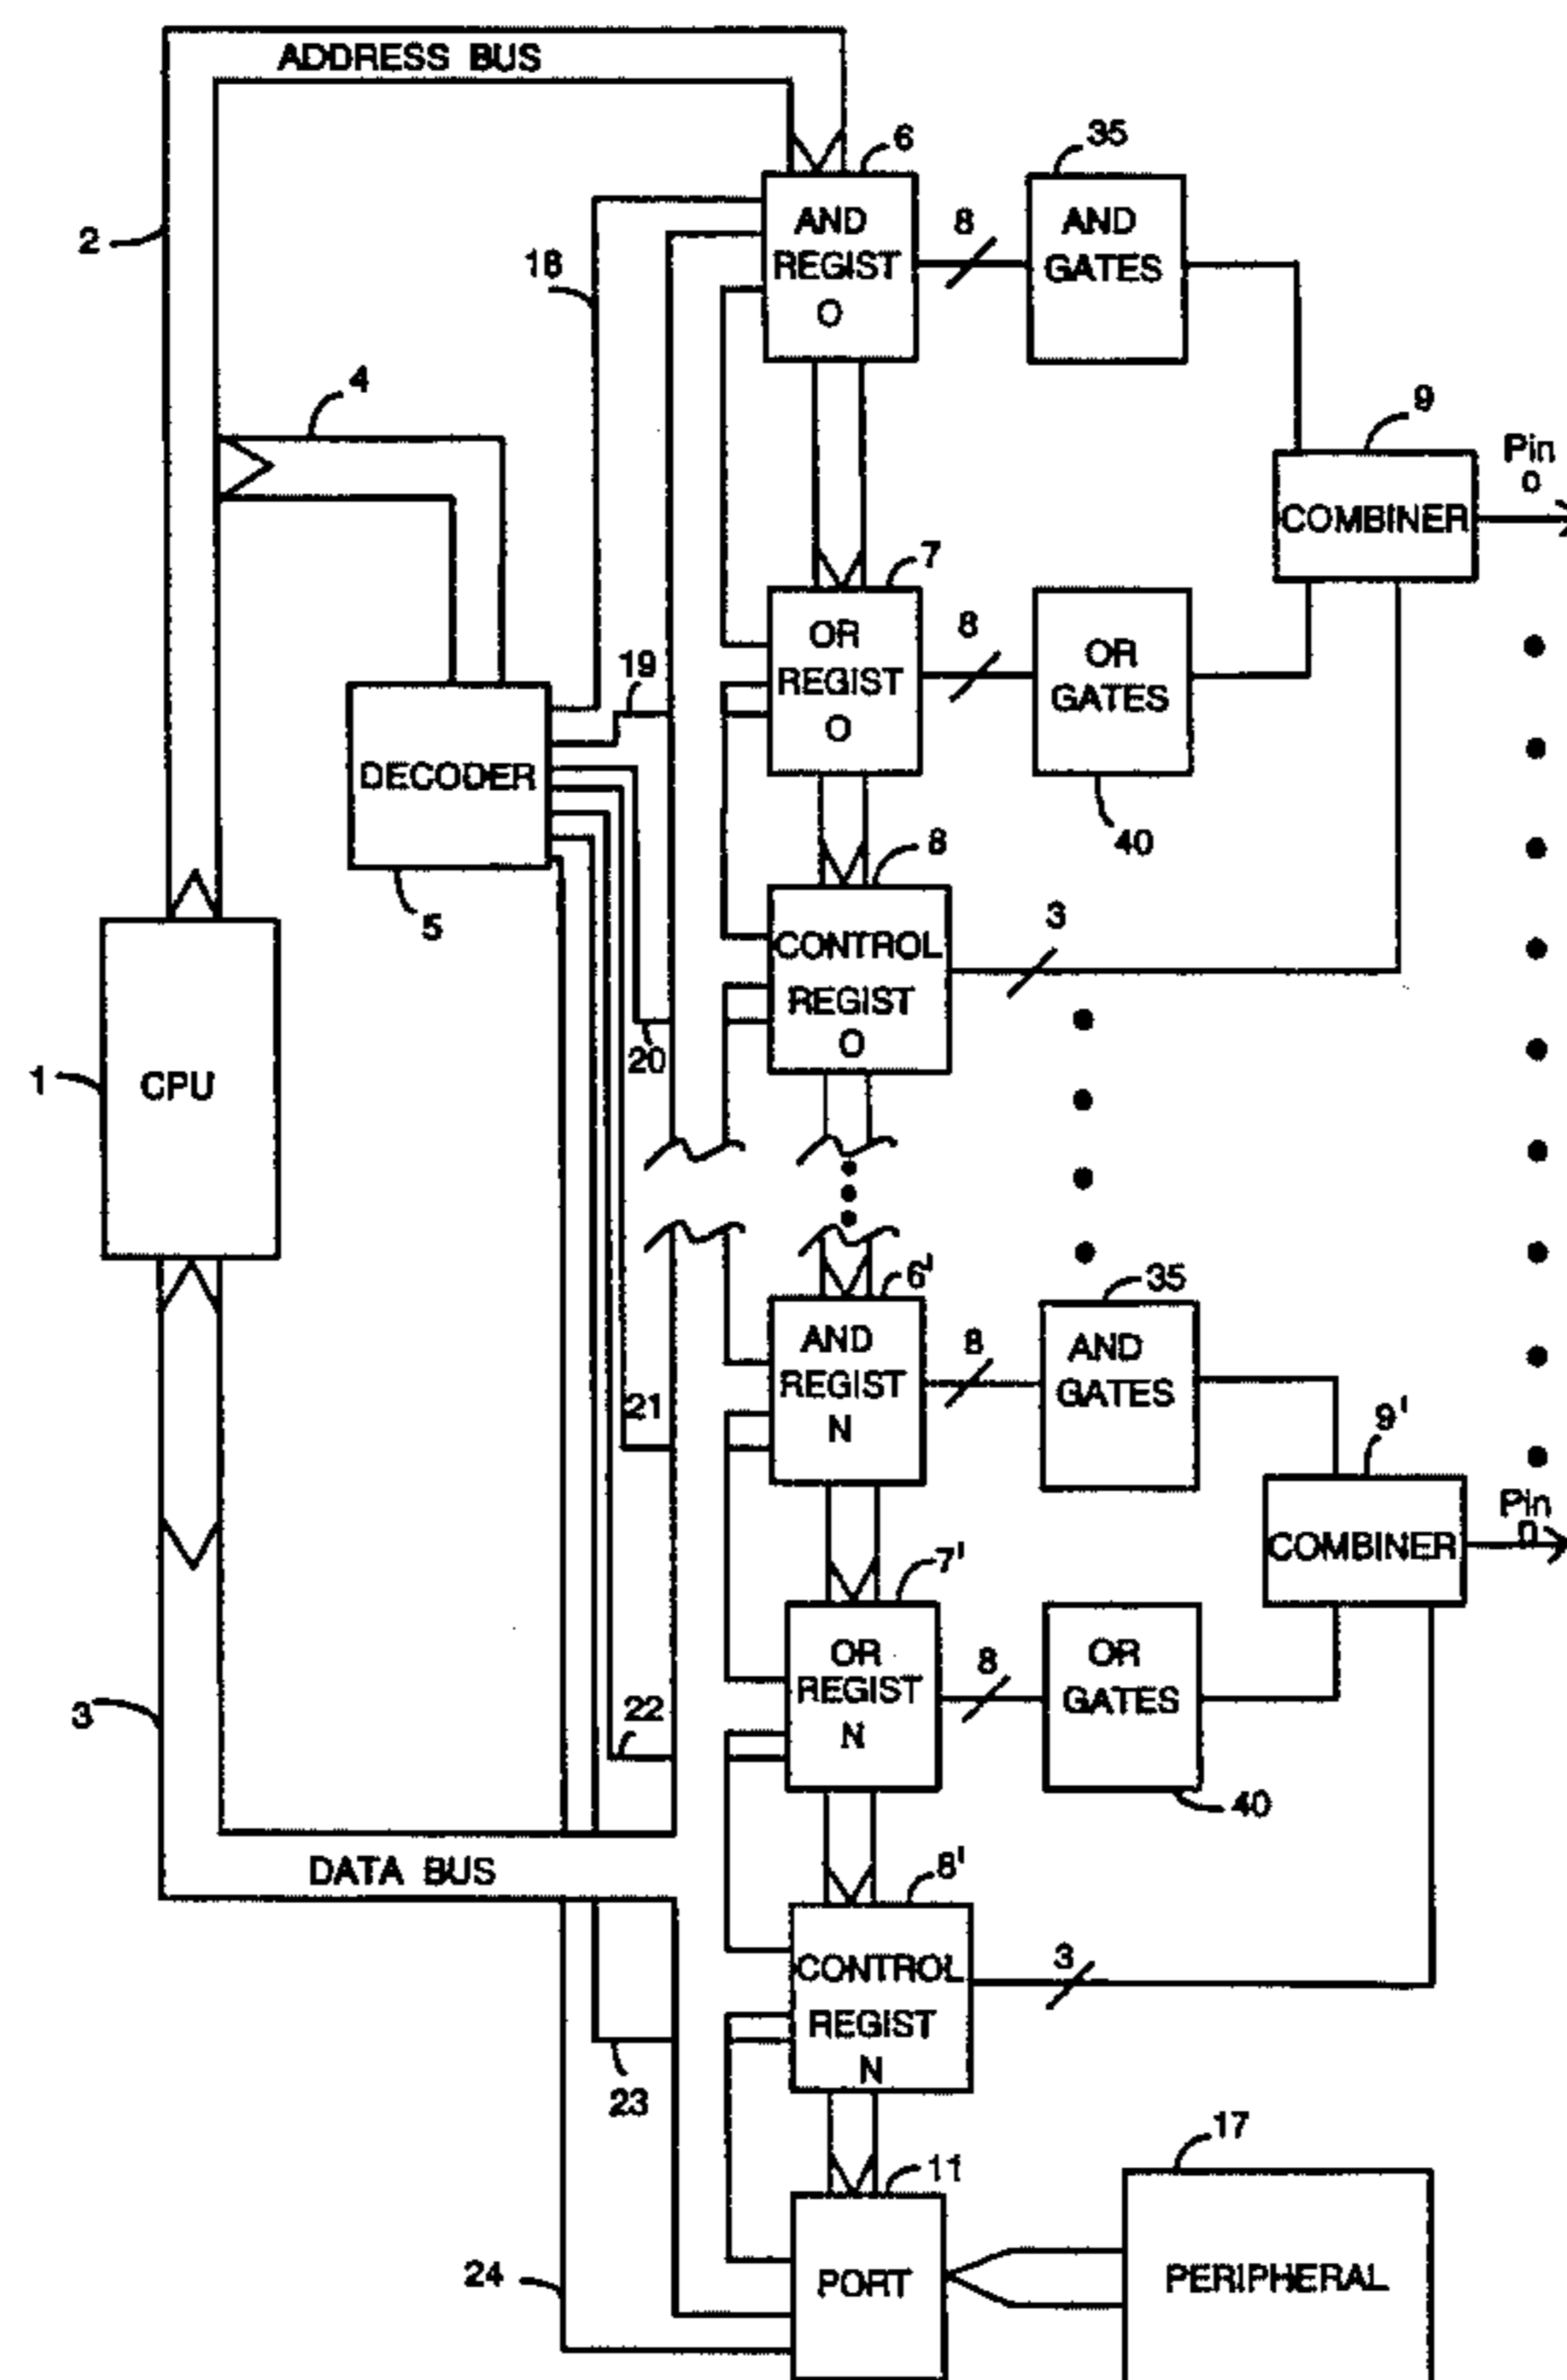 ADDRESS BUS
6
35
2
18
AND
REGIST
O
8
AND
GATES
4
9
Pin
o
COMBINER
7
19
OR
REGIST
O
8
OR
GATES
DECODER
40
8
5
CONTROL
REGIST
O
3
20
1
CPU
6'
35
AND
REGIST
N
8
AND
GATES
21
9'
Pin
n
COMBINER
7'
OR
REGIST
N
8
OR
GATES
3
22
40
DATA BUS
8'
CONTROL
REGIST
N
3
23
17
11
24
PORT
PERIPHERAL